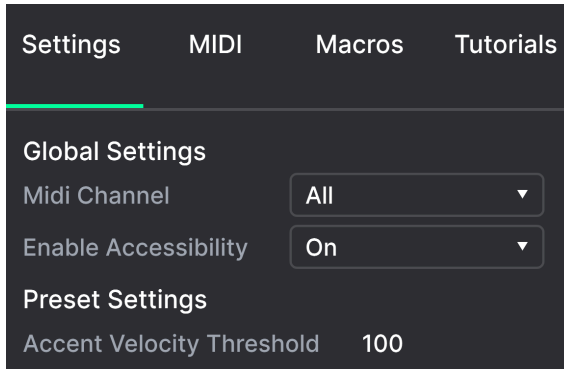 Settings MIDI Macros Tutorials
Global Settings
Midi Channel All
Enable Accessibility On
Preset Settings
Accent Velocity Threshold 100